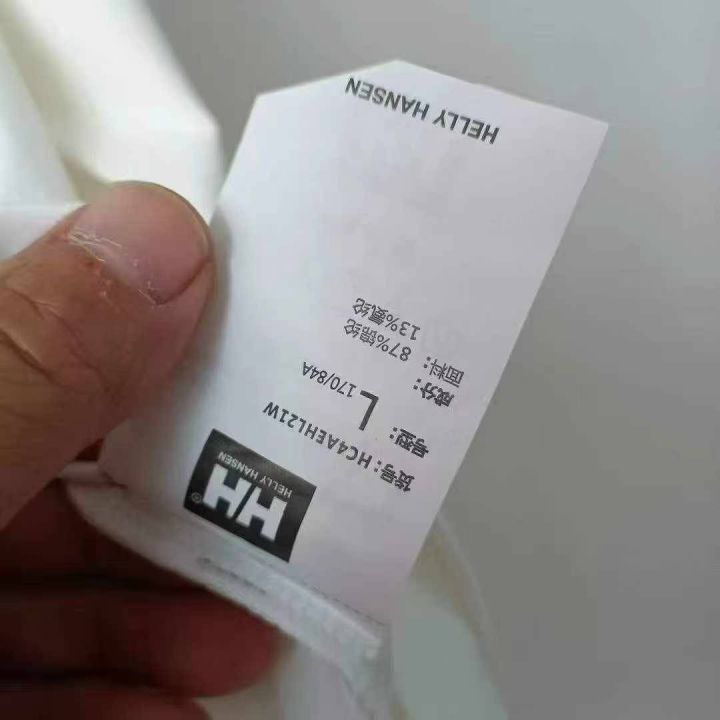 HH®
HELLY HANSEN
货号:HC4AEHL21W
号型: L 170/84A
成分:
面料: 87%锦纶
13%氨纶
HELLY HANSEN